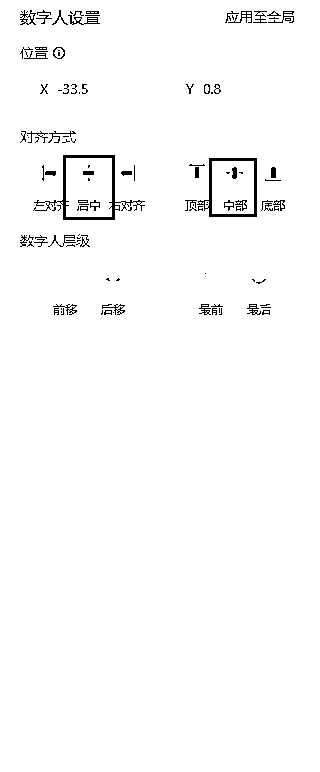 数字人设置 应用至全局
位置
X -33.5 Y 0.8
对齐方式
左对齐 居中 右对齐 顶部 中部 底部
数字人层级
前移 后移 最前 最后